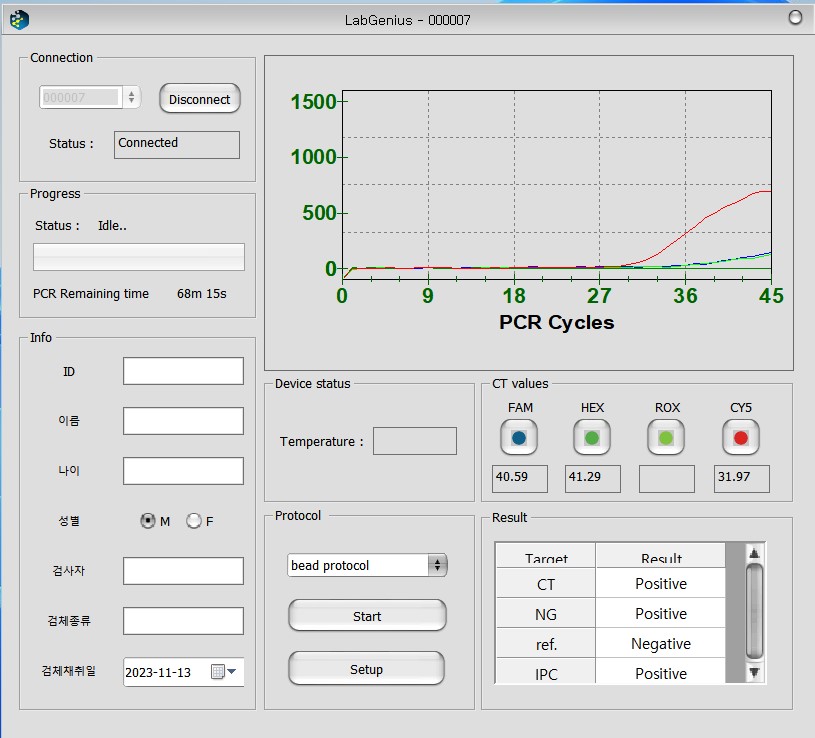 LabGenius - 000007
Connection
000007
Disconnect
Status :
Connected
Progress
Status : Idle..
PCR Remaining time 68m 15s
Info
ID
이름
나이
성별 M F
검사자
검체종류
검체채취일 2023-11-13
1500
1000
500
0
0 9 18 27 36 45
PCR Cycles
Device status
Temperature :
CT values
FAM HEX ROX CY5
40.59 41.29 31.97
Protocol
bead protocol
Start
Setup
Result
Target Result
CT Positive
NG Positive
ref. Negative
IPC Positive